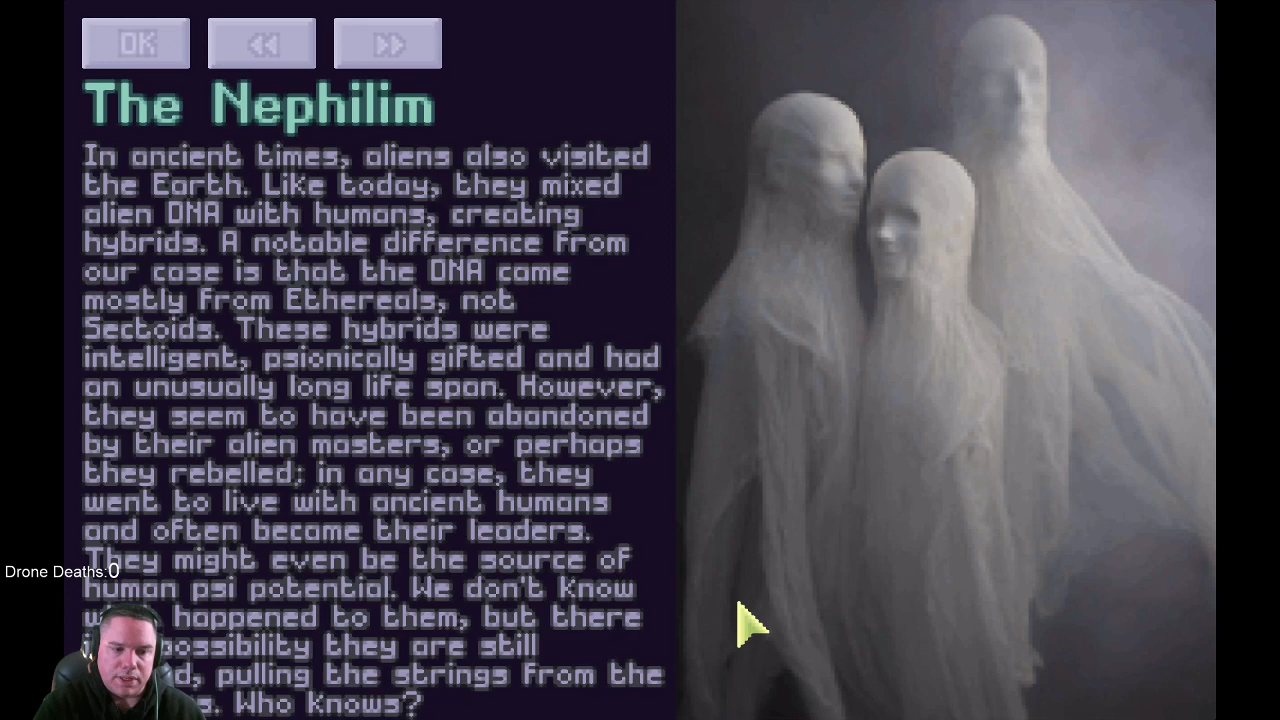 OK
The Nephilim
In ancient times, aliens also visited
the Earth. Like today, they mixed
alien DNA with humans, creating
hybrids. A notable difference from
our case is that the DNA came
mostly from Ethereals, not
Sectoids. These hybrids were
intelligent, psionically gifted and had
an unusually long life span. However,
they seem to have been abandoned
by their alien masters, or perhaps
they rebelled; in any case, they
went to live with ancient humans
and often became their leaders.
They might even be the source of
Drone Deaths:0
human psi potential. We don't know
happened to them, but there
possibility they are still
pulling the strings from the
Who knows?